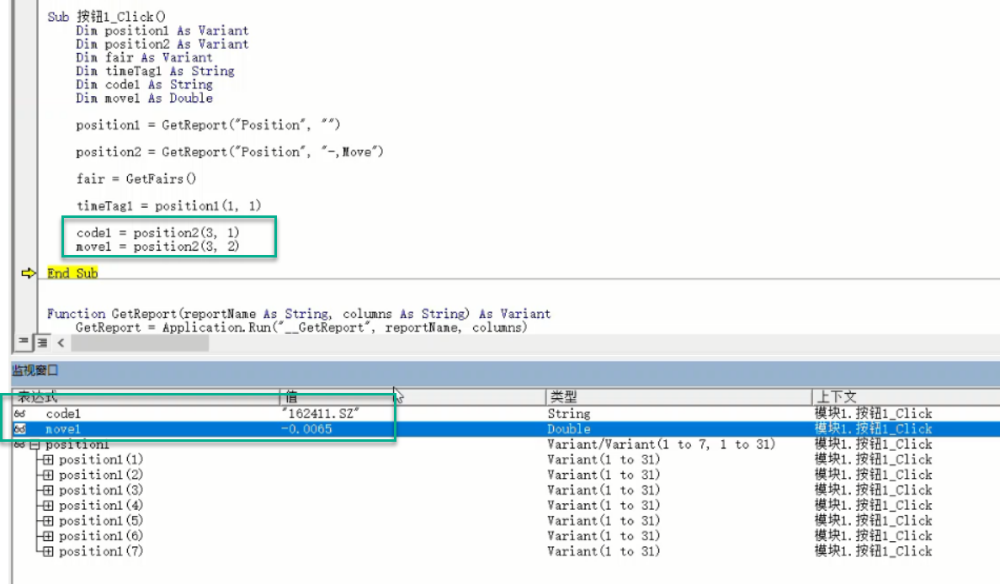 Sub 按钮1_Click()
Dim position1 As Variant
Dim position2 As Variant
Dim fair As Variant
Dim timeTag1 As String
Dim code1 As String
Dim move1 As Double
position1 = GetReport("Position", "")
position2 = GetReport("Position", "-,Move")
fair = GetFairs()
timeTag1 = position1(1, 1)
code1 = position2(3, 1)
move1 = position2(3, 2)
End Sub
Function GetReport(reportName As String, columns As String) As Variant
GetReport = Application.Run("__GetReport", reportName, columns)
监视窗口
表达式 值 类型 上下文
code1 "162411.SZ" String 模块1.按钮1_Click
move1 -0.0065 Double 模块1.按钮1_Click
position1 Variant/Variant(1 to 7, 1 to 31) 模块1.按钮1_Click
position1(1) Variant(1 to 31) 模块1.按钮1_Click
position1(2) Variant(1 to 31) 模块1.按钮1_Click
position1(3) Variant(1 to 31) 模块1.按钮1_Click
position1(4) Variant(1 to 31) 模块1.按钮1_Click
position1(5) Variant(1 to 31) 模块1.按钮1_Click
position1(6) Variant(1 to 31) 模块1.按钮1_Click
position1(7) Variant(1 to 31) 模块1.按钮1_Click